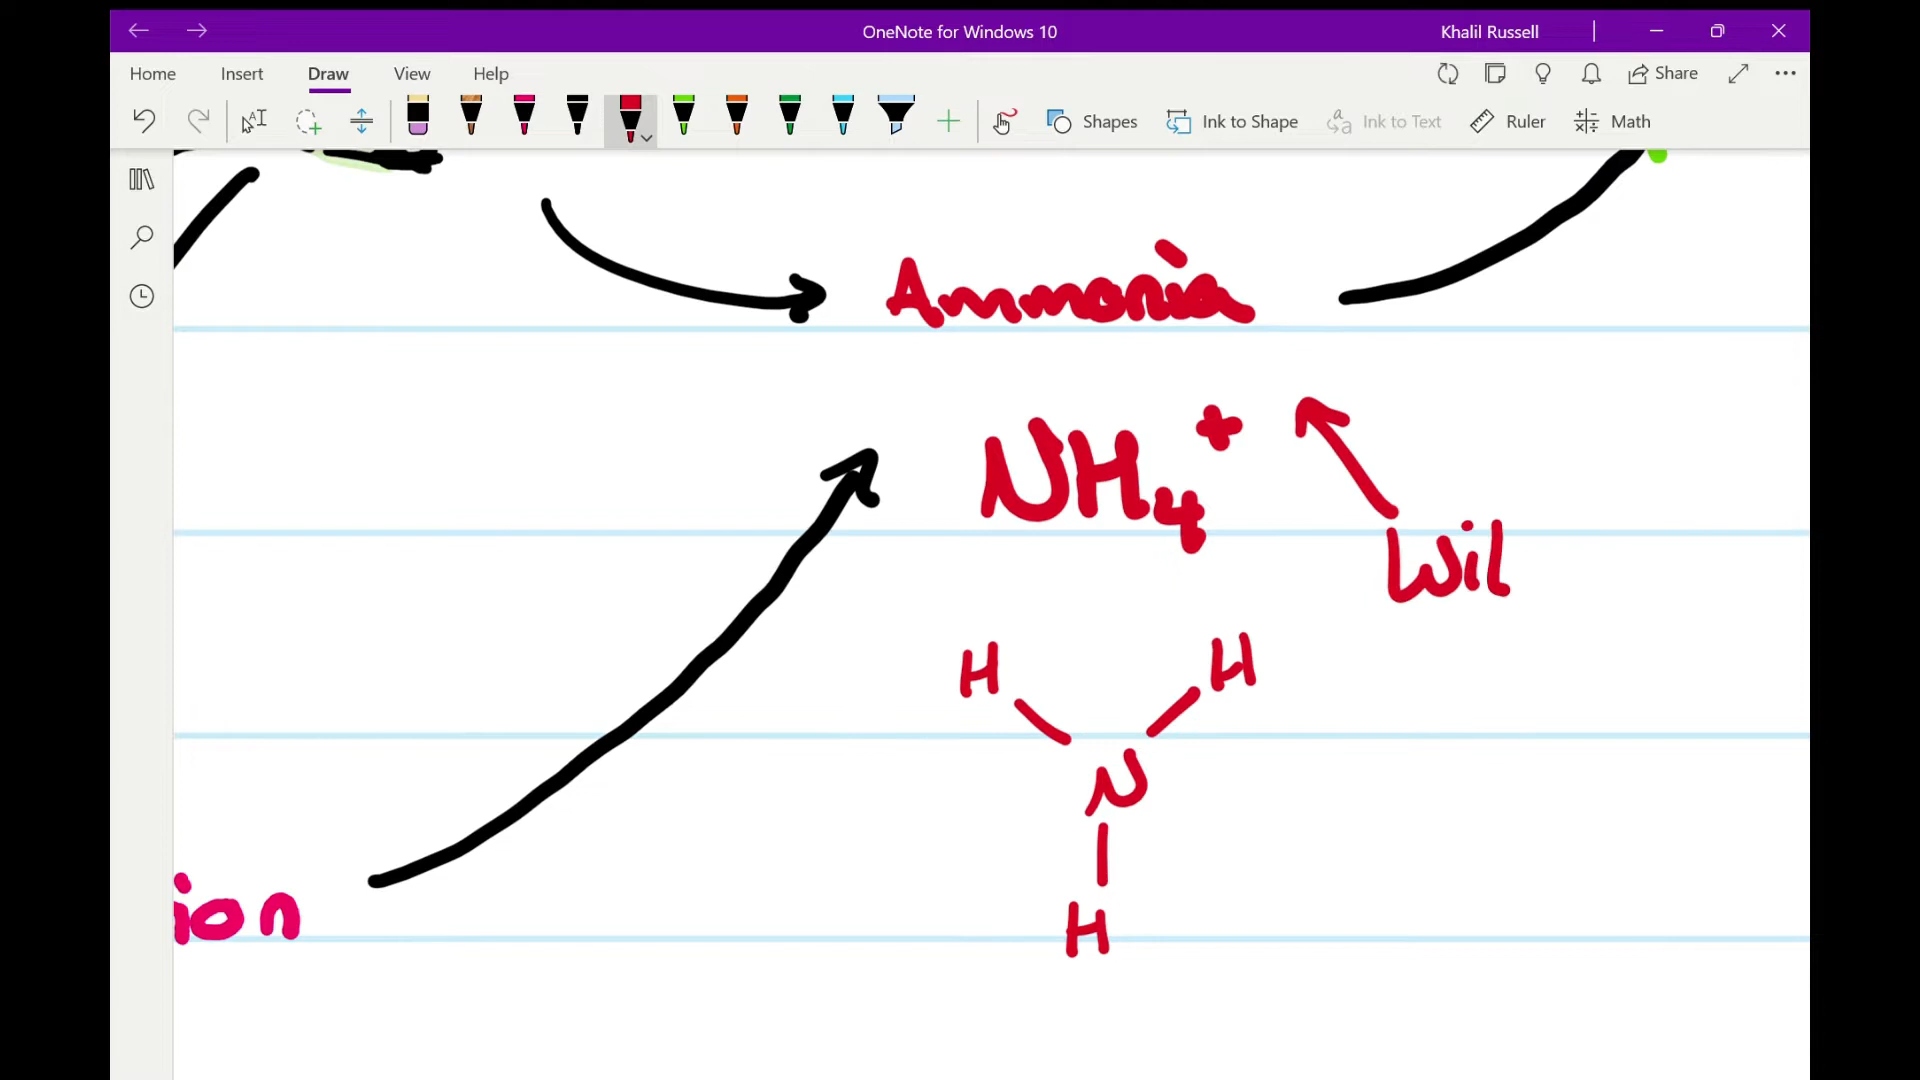 OneNote for Windows 10
Khalil Russell
Home Insert Draw View Help
Share
Shapes Ink to Shape Ink to Text Ruler Math
Ammonia
NH4+
Wil
H H
N
H
ion